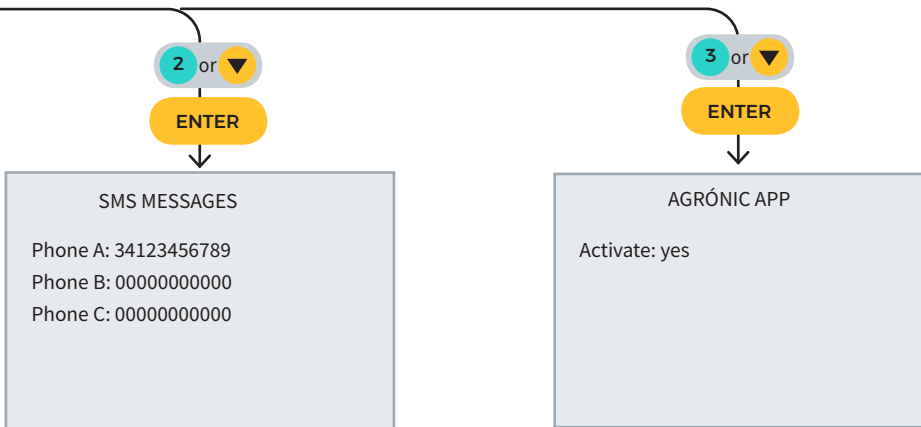 2 or
ENTER
SMS MESSAGES
Phone A: 34123456789
Phone B: 00000000000
Phone C: 00000000000
3 or
ENTER
AGRÓNIC APP
Activate: yes